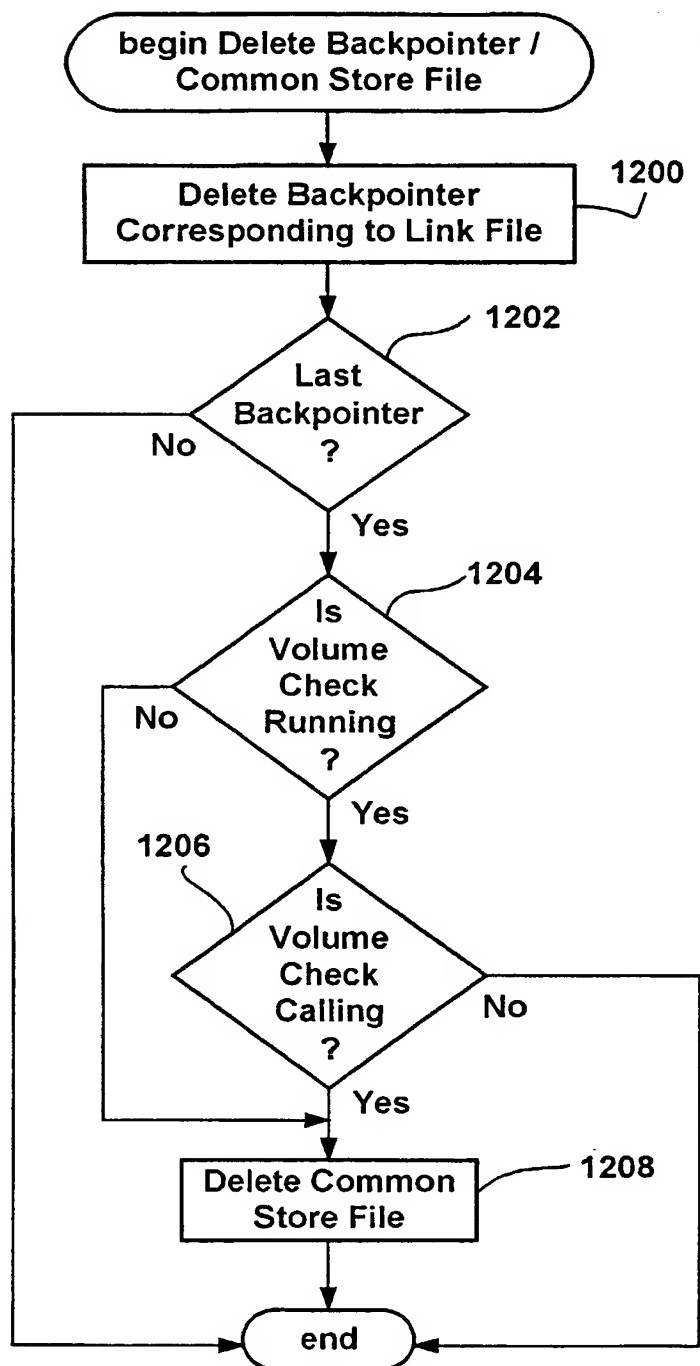 begin Delete Backpointer /
Common Store File
1200
Delete Backpointer
Corresponding to Link File
1202
Last
Backpointer
?
No
Yes
1204
Is
Volume
Check
Running
?
No
Yes
1206
Is
Volume
Check
Calling
?
No
Yes
1208
Delete Common
Store File
end